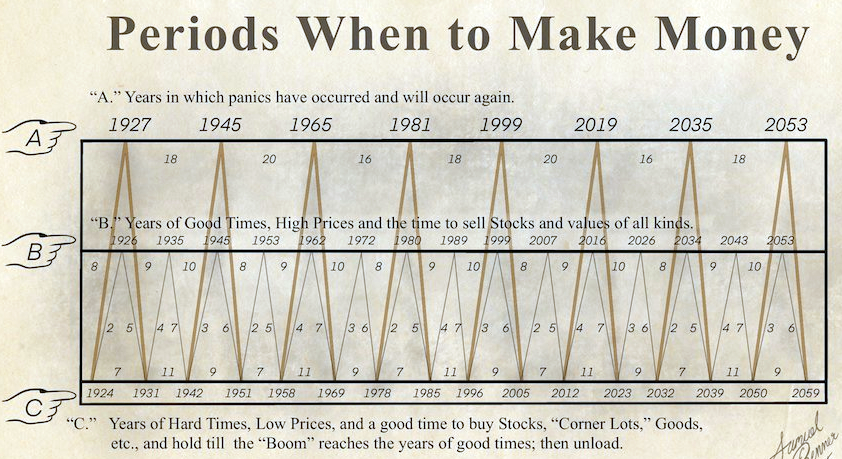 Periods When to Make Money
“A.” Years in which panics have occurred and will occur again.
1927 1945 1965 1981 1999 2019 2035 2053
A
18 20 16 18 20 16 18
“B.” Years of Good Times, High Prices and the time to sell Stocks and values of all kinds.
1926 1935 1945 1953 1962 1972 1980 1989 1999 2007 2016 2026 2034 2043 2053
B
8 9 10 8 9 10 8 9 10 8 9 10 8 9 10
2 5 4 7 3 6 2 5 4 7 3 6 2 5 4 7 3 6 2 5 4 7 3 6 2 5 4 7 3 6
7 11 9 7 11 9 7 11 9 7 11 9 7 11 9
1924 1931 1942 1951 1958 1969 1978 1985 1996 2005 2012 2023 2032 2039 2050 2059
C
“C.” Years of Hard Times, Low Prices, and a good time to buy Stocks, “Corner Lots,” Goods,
etc., and hold till the “Boom” reaches the years of good times; then unload.
Samuel
Benner